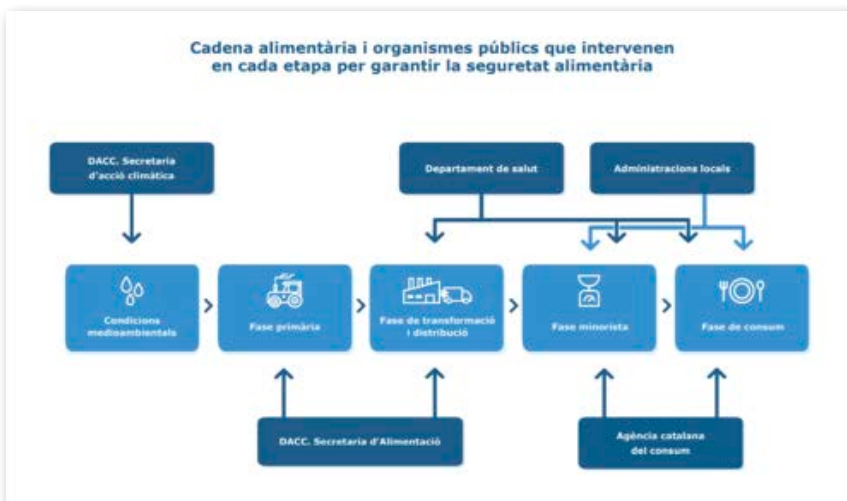 Cadena alimentària i organismes públics que intervenen
en cada etapa per garantir la seguretat alimentària
DACC. Secretaria
d'acció climàtica
Departament de salut
Administracions locals
Condicions
medioambientals
Fase primària
Fase de transformació
i distribució
Fase minorista
Fase de consum
DACC. Secretaria d'Alimentació
Agència catalana
del consum